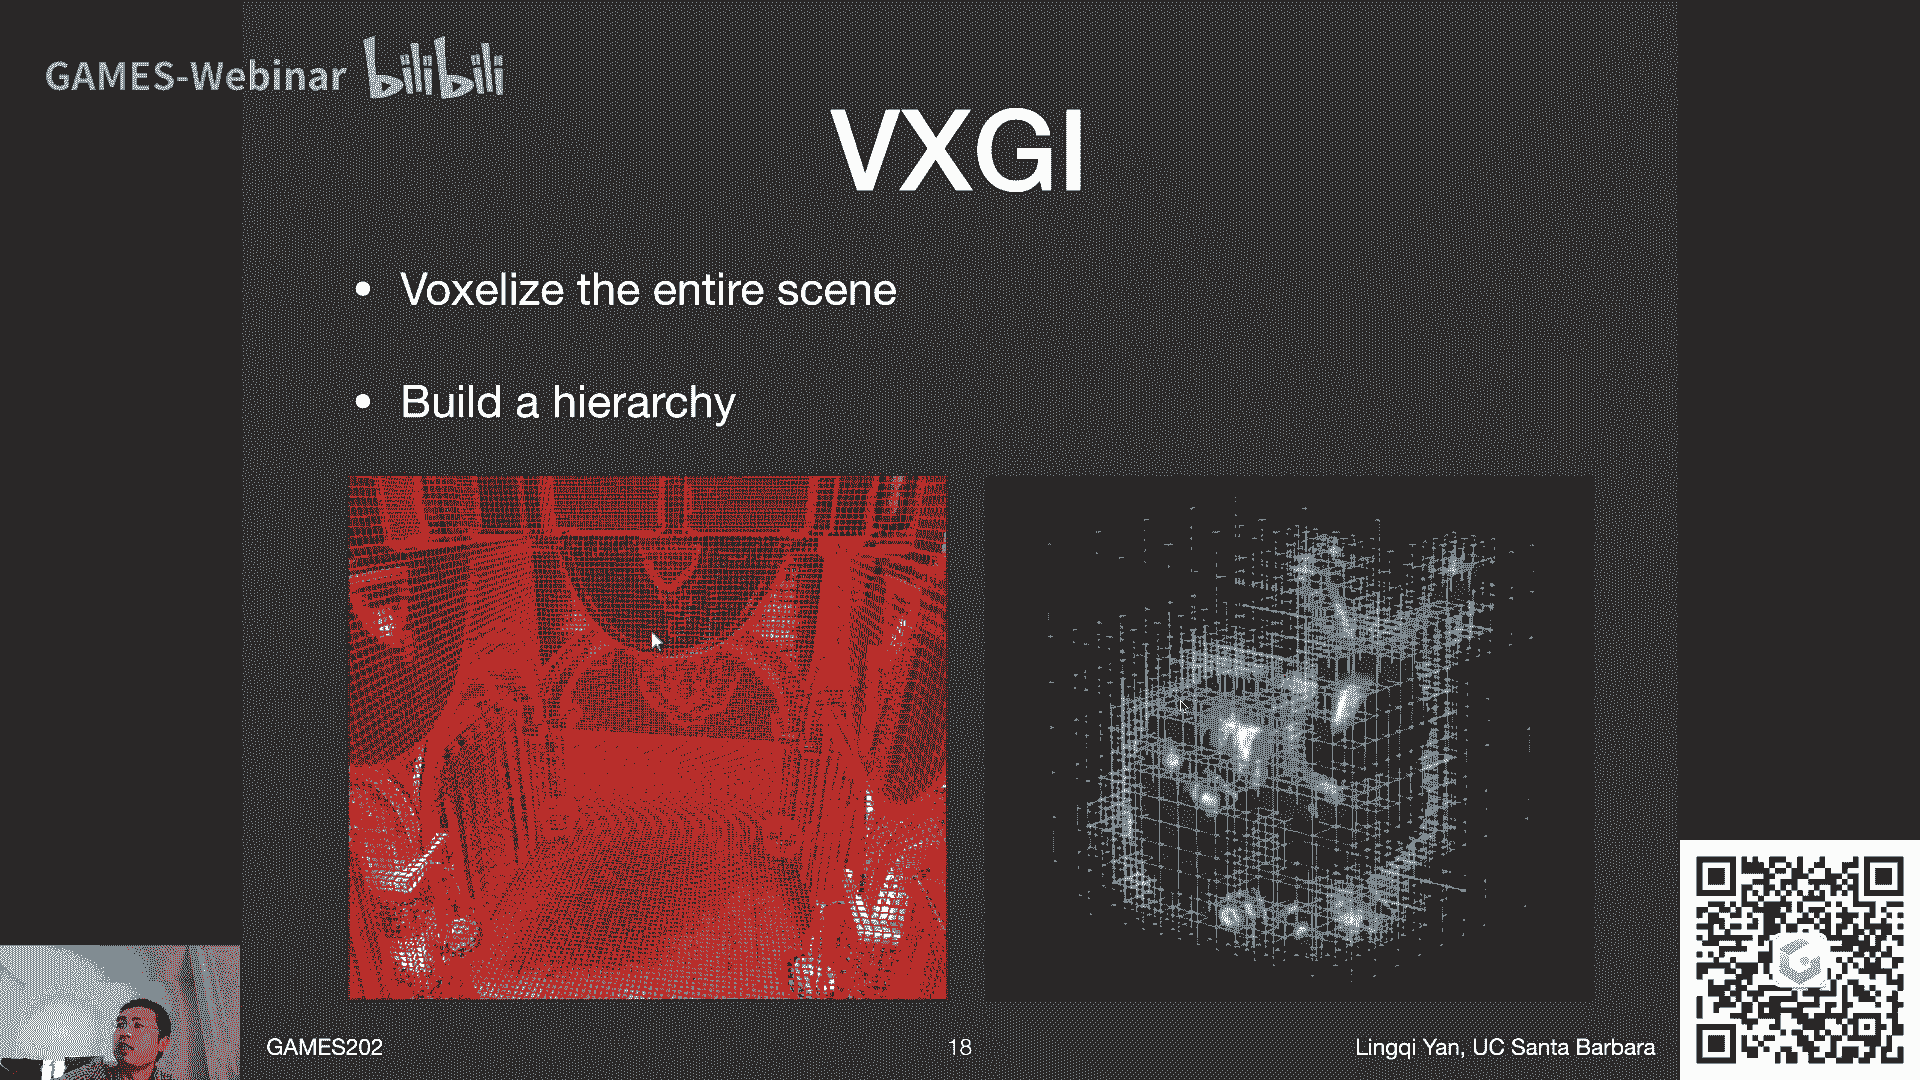 GAMES-Webinar bilibili
VXGI
• Voxelize the entire scene
• Build a hierarchy
GAMES202
18
Lingqi Yan, UC Santa Barbara